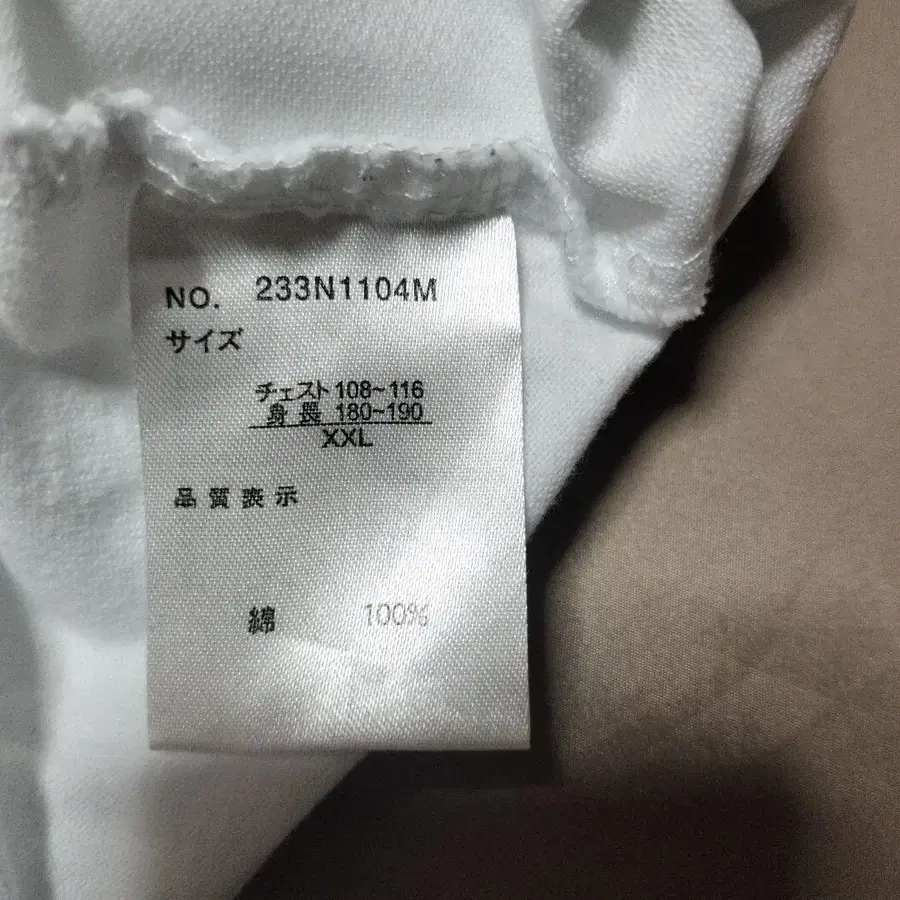 NO. 233N1104M
サイズ
チェスト 108~116
身長 180~190
XXL
品質表示
綿 100%